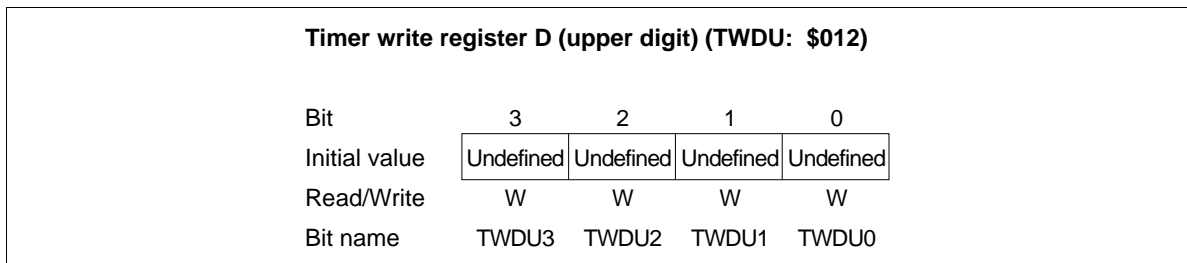 Timer write register D (upper digit) (TWDU: $012)
Bit 3 2 1 0
Initial value Undefined Undefined Undefined Undefined
Read/Write W W W W
Bit name TWDU3 TWDU2 TWDU1 TWDU0